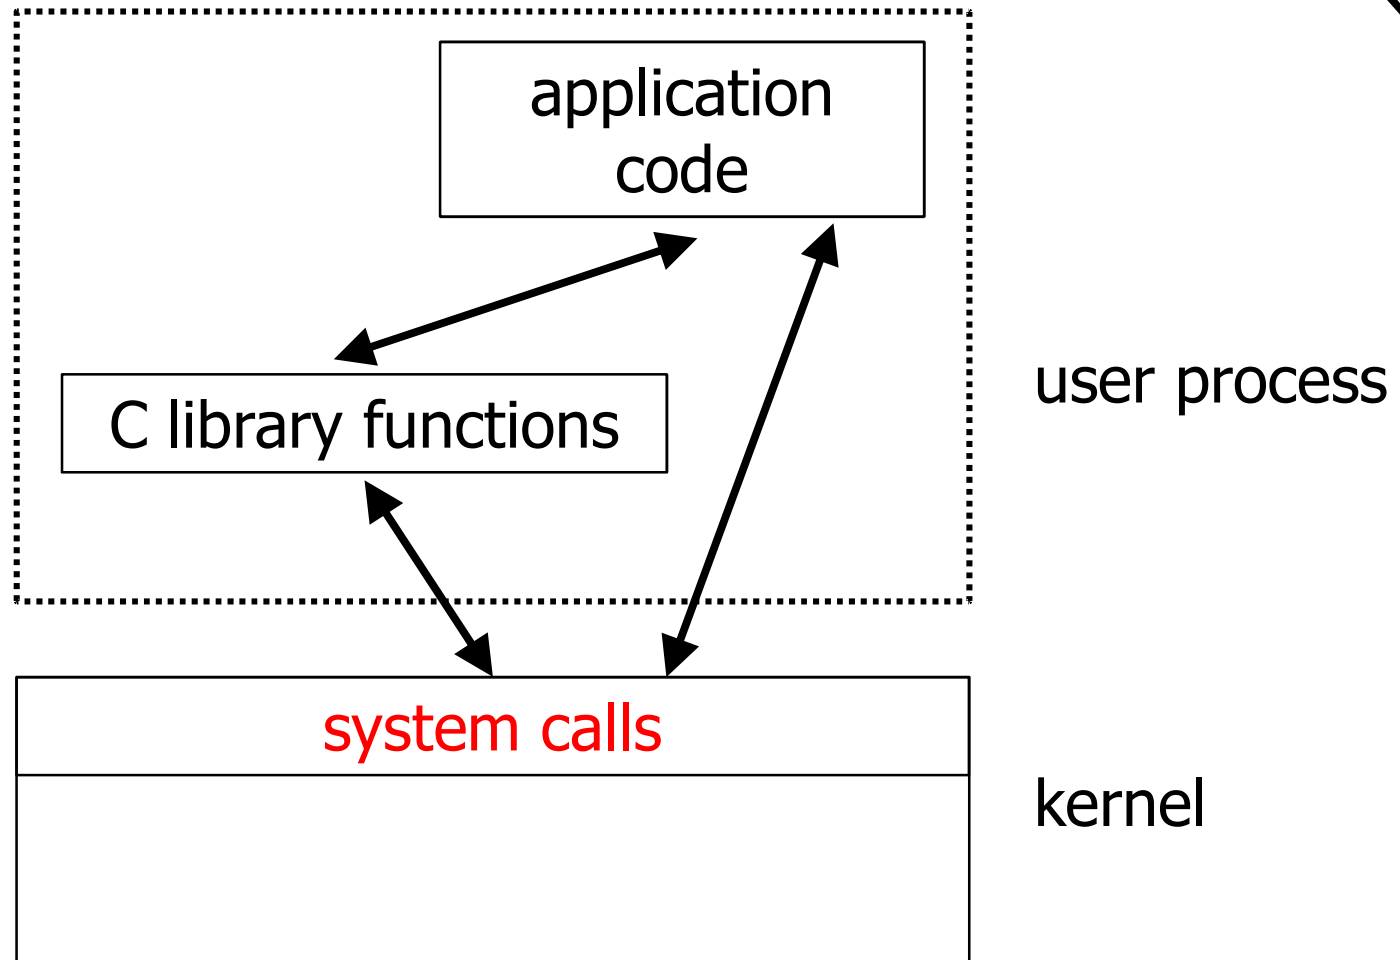 application
code
C library functions
user process
system calls
kernel